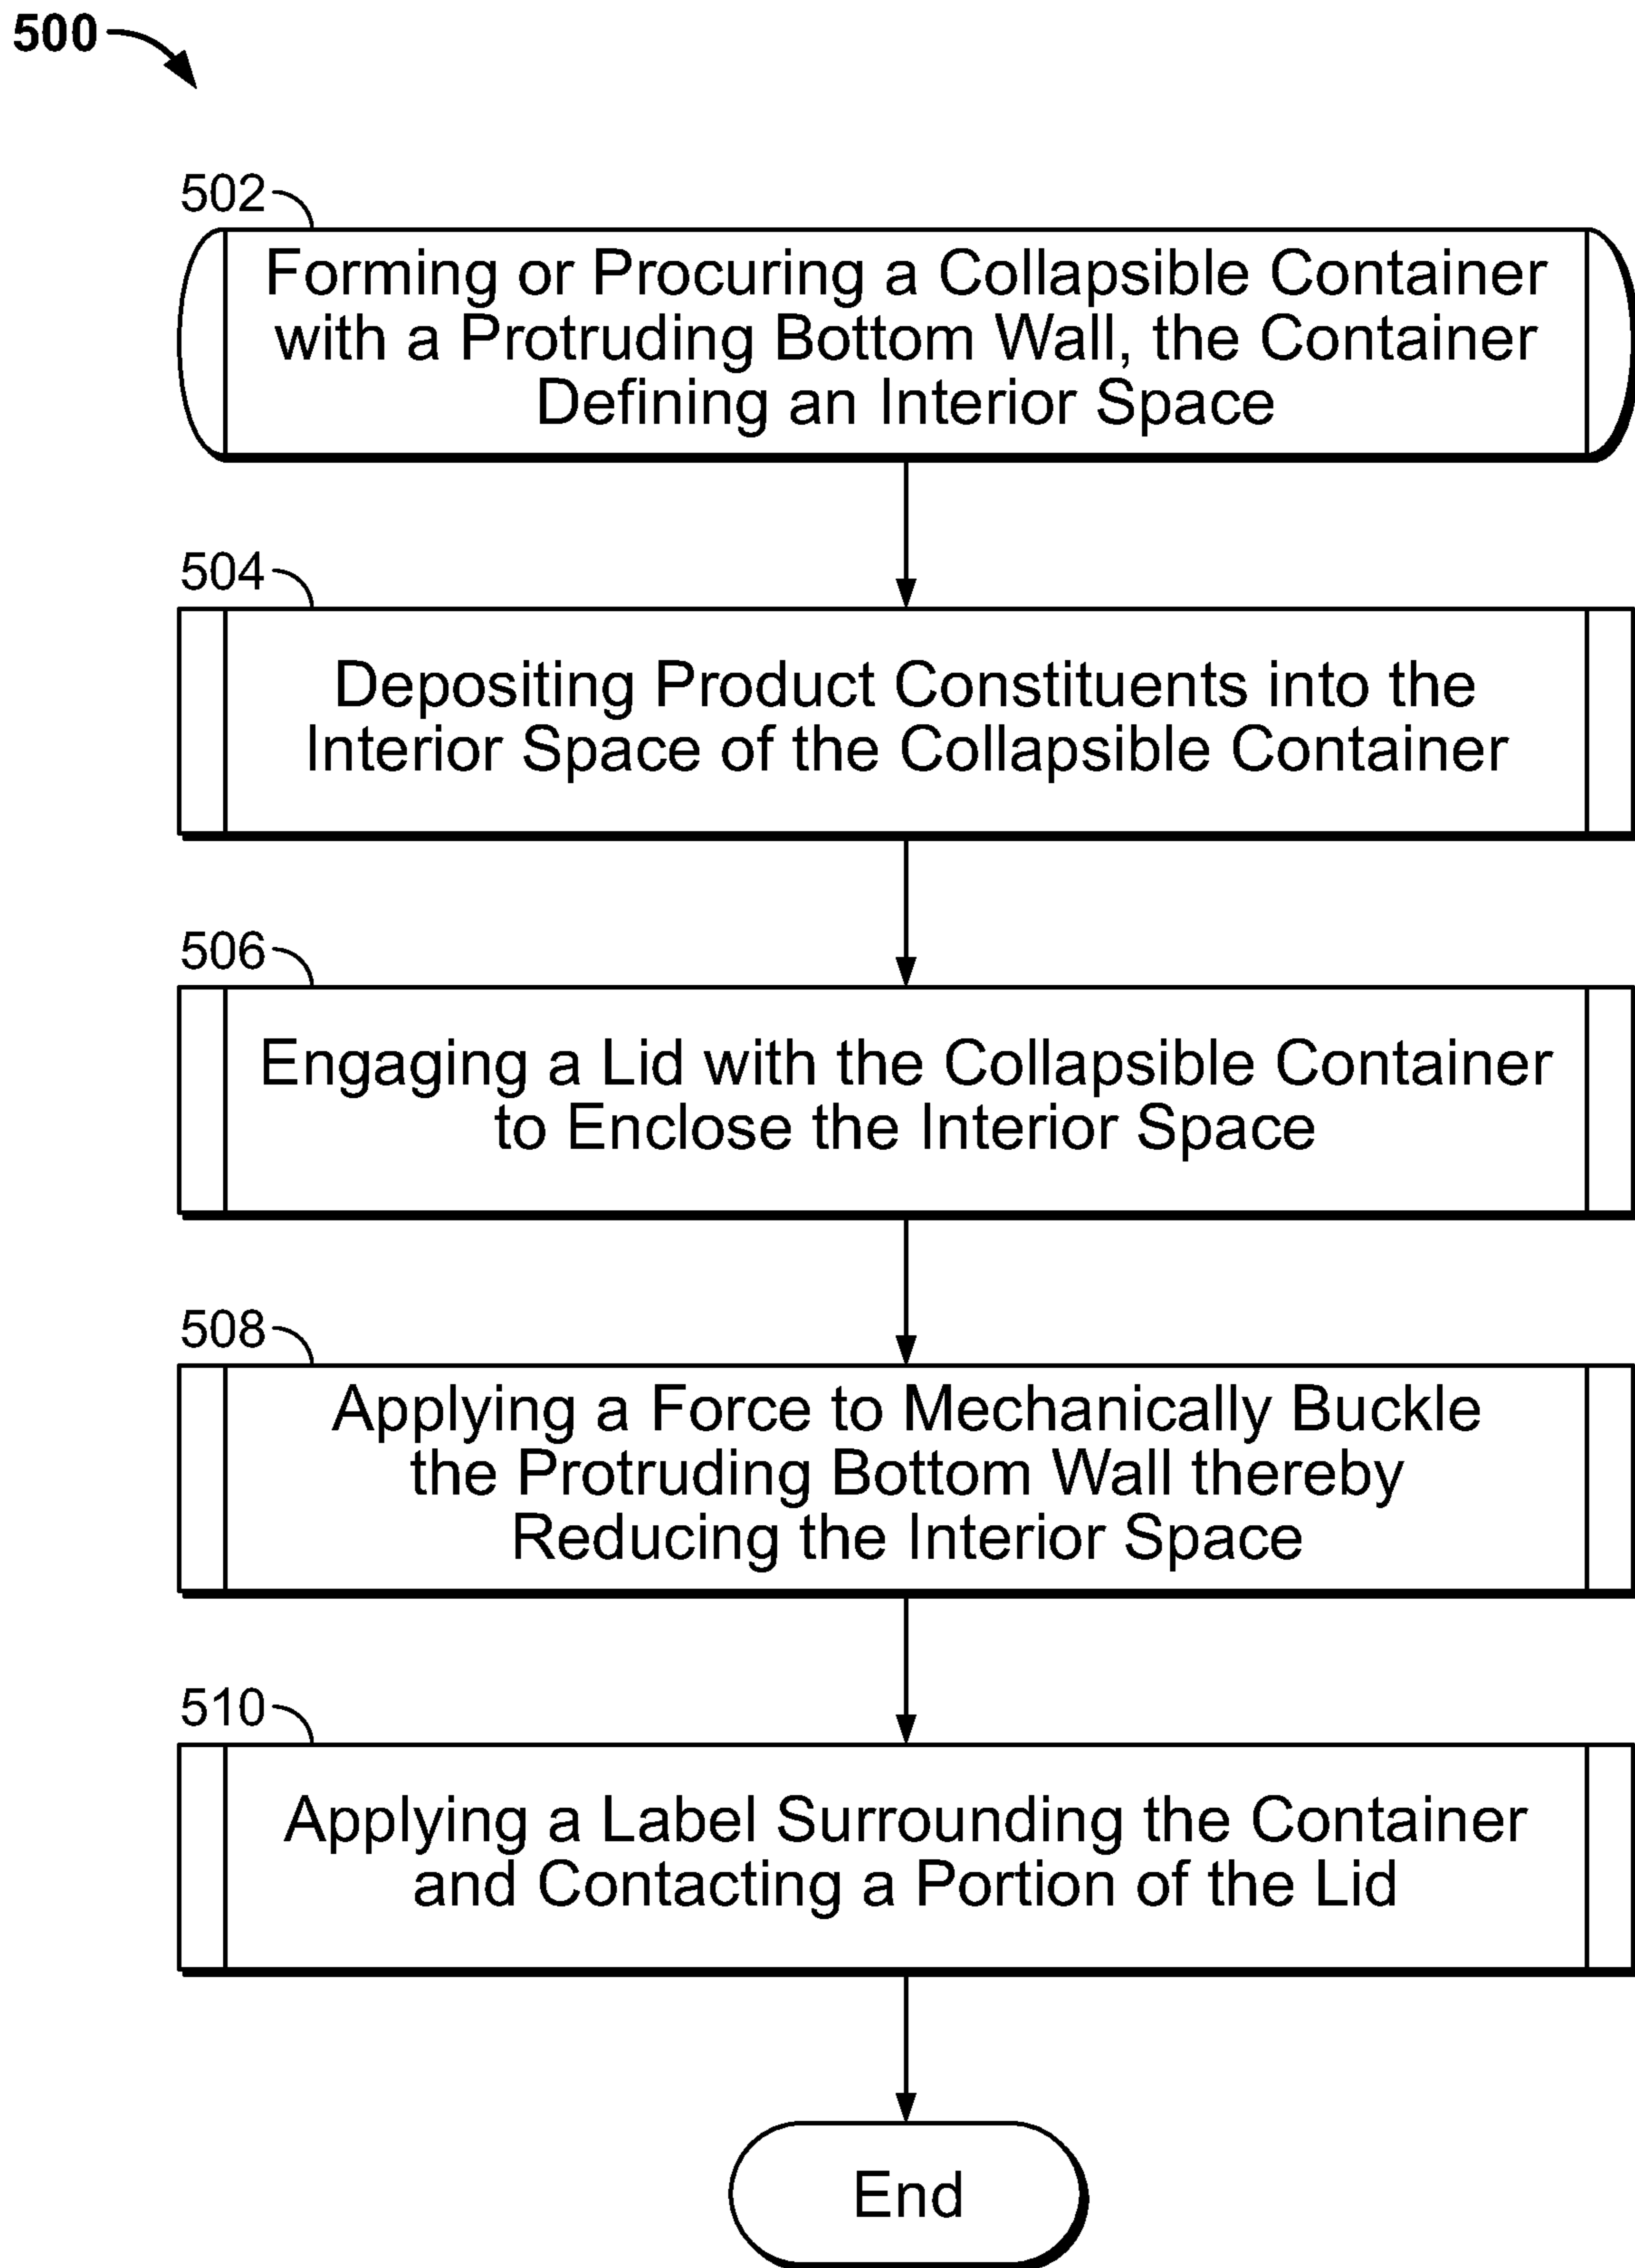 500
502
Forming or Procuring a Collapsible Container
with a Protruding Bottom Wall, the Container
Defining an Interior Space
504
Depositing Product Constituents into the
Interior Space of the Collapsible Container
506
Engaging a Lid with the Collapsible Container
to Enclose the Interior Space
508
Applying a Force to Mechanically Buckle
the Protruding Bottom Wall thereby
Reducing the Interior Space
510
Applying a Label Surrounding the Container
and Contacting a Portion of the Lid
End